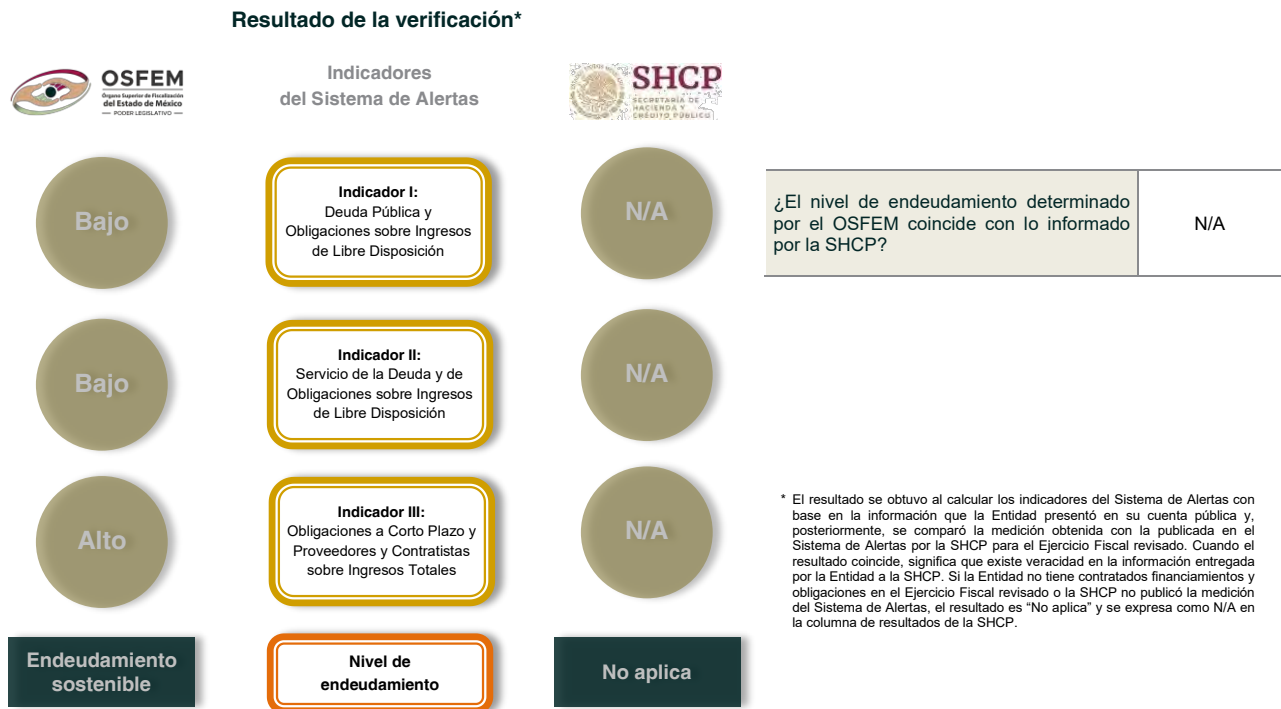 Resultado de la verificación*
OSFEM
Órgano Superior de Fiscalización
del Estado de México
— PODER LEGISLATIVO —
Indicadores
del Sistema de Alertas
SHCP
SECRETARÍA DE
HACIENDA Y
CRÉDITO PÚBLICO
Bajo
Indicador I:
Deuda Pública y
Obligaciones sobre Ingresos
de Libre Disposición
N/A
¿El nivel de endeudamiento determinado
por el OSFEM coincide con lo informado
por la SHCP?
N/A
Bajo
Indicador II:
Servicio de la Deuda y de
Obligaciones sobre Ingresos
de Libre Disposición
N/A
Alto
Indicador III:
Obligaciones a Corto Plazo y
Proveedores y Contratistas
sobre Ingresos Totales
N/A
* El resultado se obtuvo al calcular los indicadores del Sistema de Alertas con
base en la información que la Entidad presentó en su cuenta pública y,
posteriormente, se comparó la medición obtenida con la publicada en el
Sistema de Alertas por la SHCP para el Ejercicio Fiscal revisado. Cuando el
resultado coincide, significa que existe veracidad en la información entregada
por la Entidad a la SHCP. Si la Entidad no tiene contratados financiamientos y
obligaciones en el Ejercicio Fiscal revisado o la SHCP no publicó la medición
del Sistema de Alertas, el resultado es “No aplica” y se expresa como N/A en
la columna de resultados de la SHCP.
Endeudamiento
sostenible
Nivel de
endeudamiento
No aplica